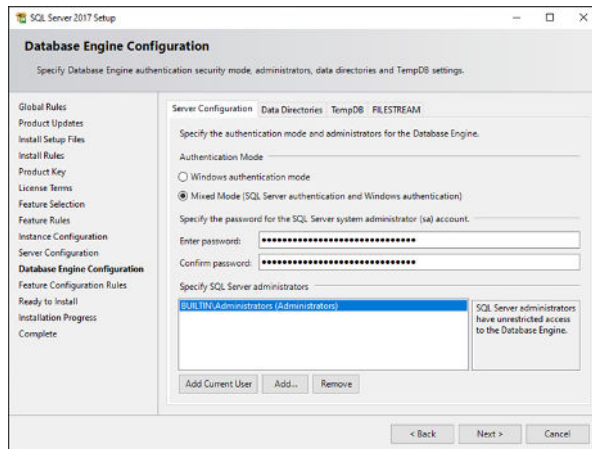 SQL Server 2017 Setup
Database Engine Configuration
Specify Database Engine authentication security mode, administrators, data directories and TempDB settings.
Global Rules
Product Updates
Install Setup Files
Install Rules
Product Key
License Terms
Feature Selection
Feature Rules
Instance Configuration
Server Configuration
Database Engine Configuration
Feature Configuration Rules
Ready to Install
Installation Progress
Complete
Server Configuration Data Directories TempDB FILESTREAM
Specify the authentication mode and administrators for the Database Engine.
Authentication Mode
Windows authentication mode
Mixed Mode (SQL Server authentication and Windows authentication)
Specify the password for the SQL Server system administrator (sa) account.
Enter password:
Confirm password:
Specify SQL Server administrators
BUILTIN\Administrators (Administrators)
SQL Server administrators
have unrestricted access
to the Database Engine.
Add Current User Add... Remove
< Back Next > Cancel